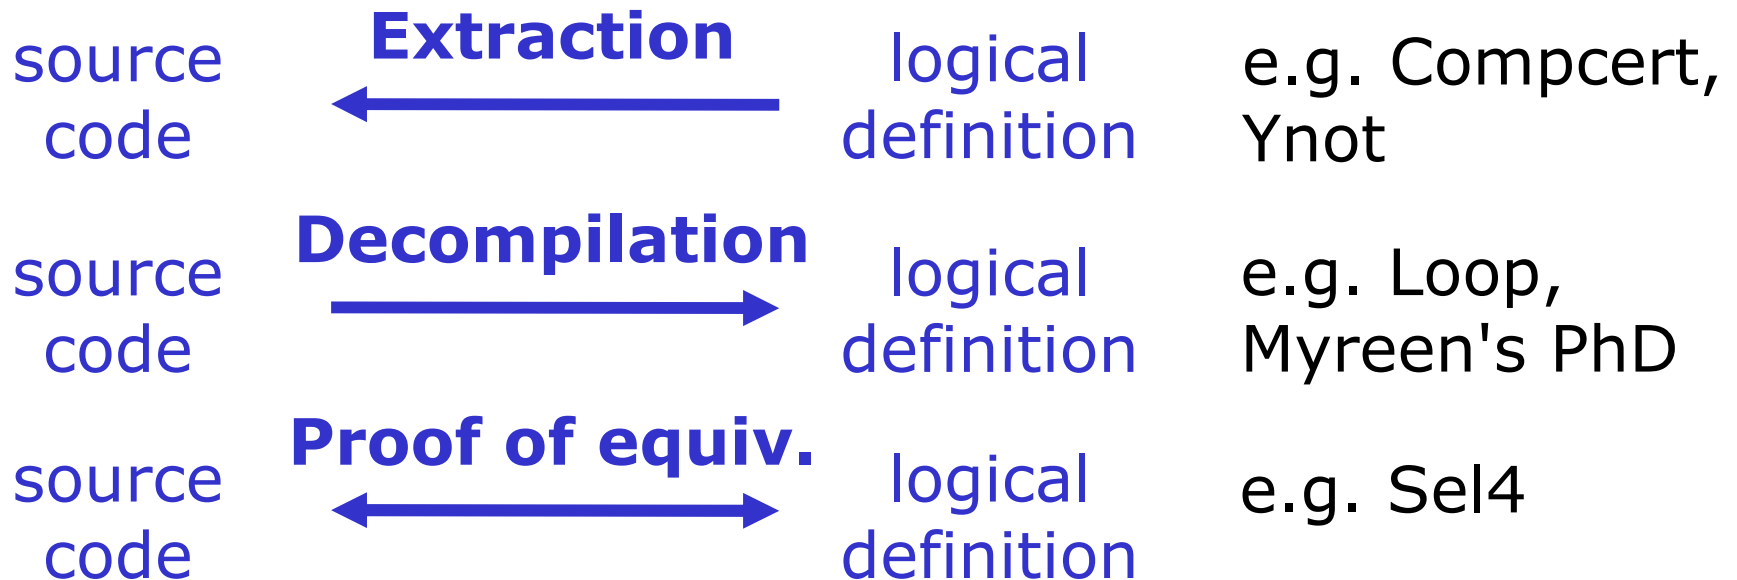 source
code
Extraction
logical
definition
e.g. Compcert,
Ynot
source
code
Decompilation
logical
definition
e.g. Loop,
Myreen's PhD
source
code
Proof of equiv.
logical
definition
e.g. Sel4